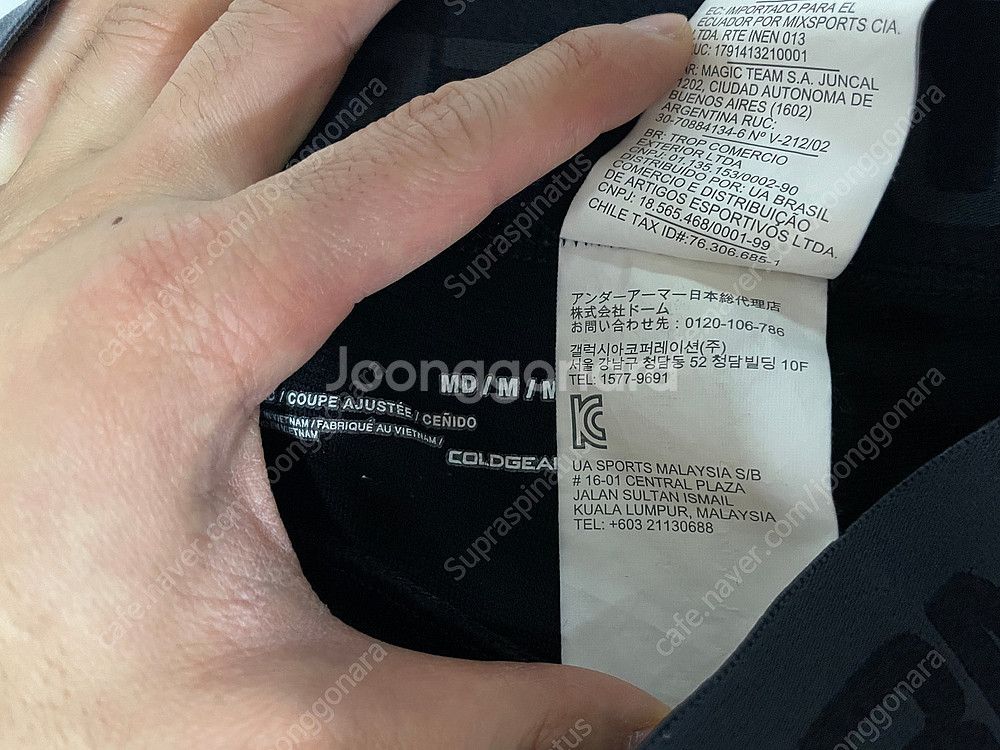 EC: IMPORTADO PARA EL
ECUADOR POR MIXSPORTS CIA.
LTDA. RTE INEN 013
RUC: 1791413210001
AR: MAGIC TEAM S.A. JUNCAL
1202, CIUDAD AUTONOMA DE
BUENOS AIRES (1602)
ARGENTINA RUC:
30-70884134-6 Nº V-212/02
BR: TROP COMERCIO
EXTERIOR LTDA
CNPJ: 01.135.153/0002-90
DISTRIBUIDO POR: UA BRASIL
COMERCIO E DISTRIBUIÇÃO
DE ARTIGOS ESPORTIVOS LTDA.
CNPJ: 18.565.468/0001-99
CHILE TAX ID#:76.306.685-1
アンダーアーマー日本総代理店
株式会社ドーム
お問い合わせ先：0120-106-786
갤럭시아코퍼레이션(주)
서울 강남구 청담동 52 청담빌딩 10F
TEL: 1577-9691
UA SPORTS MALAYSIA S/B
# 16-01 CENTRAL PLAZA
JALAN SULTAN ISMAIL
KUALA LUMPUR, MALAYSIA
TEL: +603 21130688
MD / M / M
/ COUPE AJUSTÉE / CEÑIDO
VIETNAM / FABRIQUÉ AU VIETNAM /
VIETNAM
COLDGEAR
Joonggonara
cafe.naver.com/joonggonara
Supraspinatus